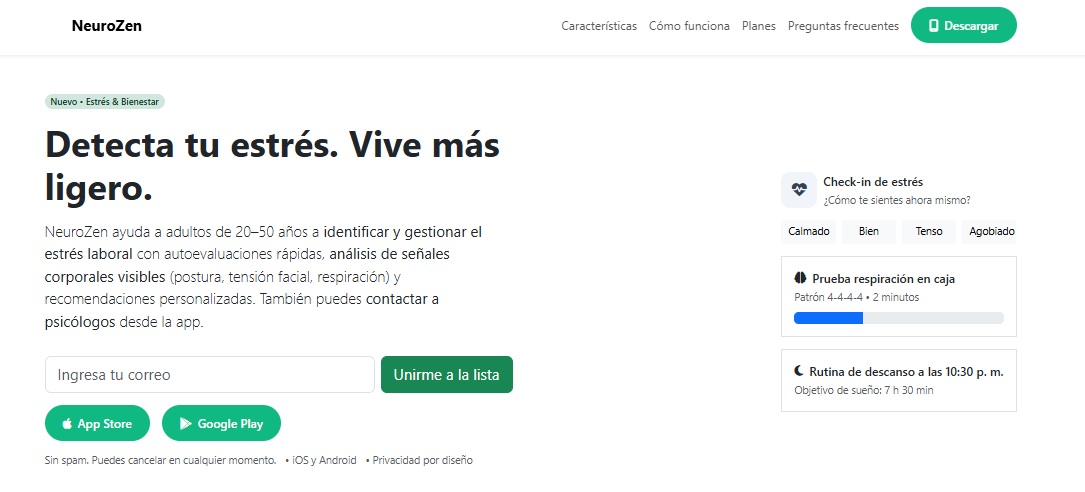 NeuroZen
Características Cómo funciona Planes Preguntas frecuentes Descargar
Nuevo • Estrés & Bienestar
Detecta tu estrés. Vive más
ligero.
NeuroZen ayuda a adultos de 20–50 años a identificar y gestionar el
estrés laboral con autoevaluaciones rápidas, análisis de señales
corporales visibles (postura, tensión facial, respiración) y
recomendaciones personalizadas. También puedes contactar a
psicólogos desde la app.
Ingresa tu correo
Unirme a la lista
App Store
Google Play
Sin spam. Puedes cancelar en cualquier momento. • iOS y Android • Privacidad por diseño
Check-in de estrés
¿Cómo te sientes ahora mismo?
Calmado Bien Tenso Agobiado
Prueba respiración en caja
Patrón 4-4-4-4 • 2 minutos
Rutina de descanso a las 10:30 p. m.
Objetivo de sueño: 7 h 30 min